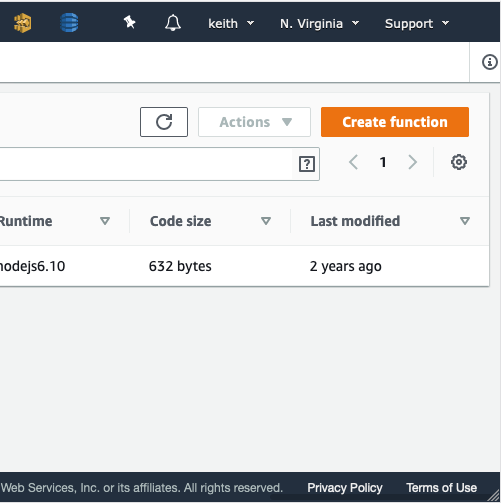 keith N. Virginia Support
Actions Create function
1
Runtime Code size Last modified
nodejs6.10 632 bytes 2 years ago
Web Services, Inc. or its affiliates. All rights reserved. Privacy Policy Terms of Use